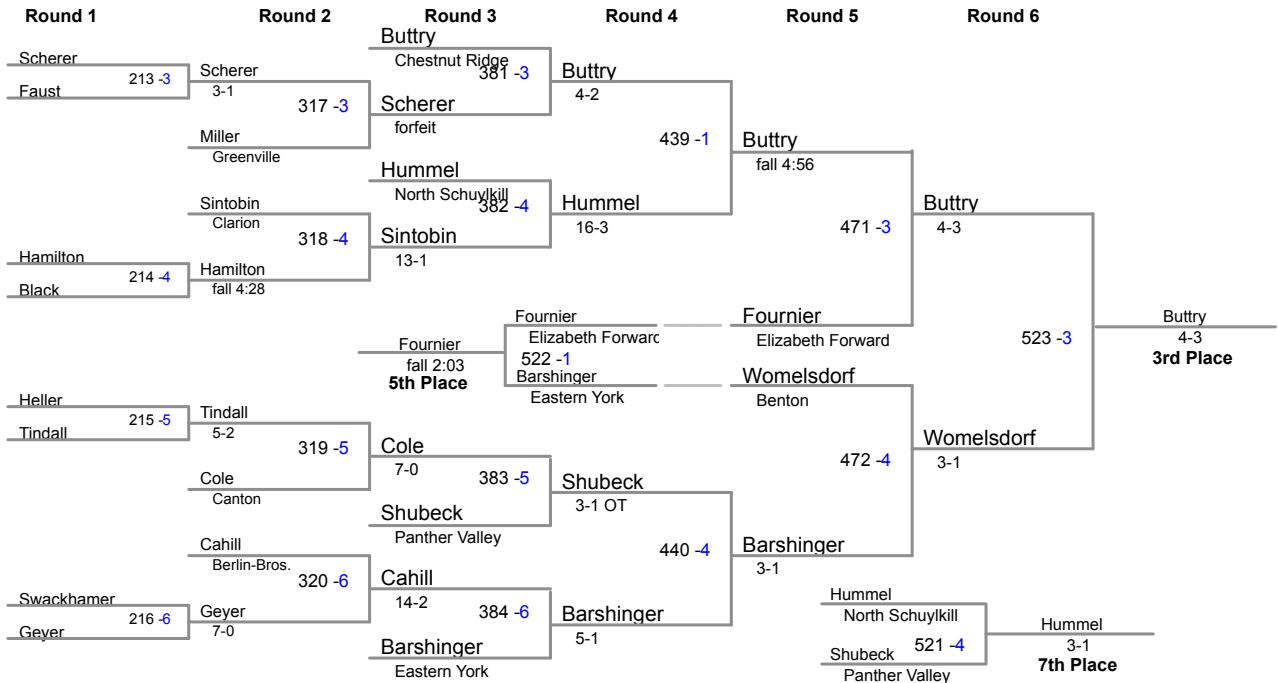 Round 1 Round 2 Round 3 Round 4 Round 5 Round 6
Buttry
Chestnut Ridge
381 -3
Scherer
213 -3
Faust
Scherer
3-1
317 -3
Miller
Greenville
Scherer
forfeit
Buttry
4-2
439 -1
Buttry
fall 4:56
Hummel
North Schuylkill
382 -4
Hummel
16-3
Sintobin
Clarion
318 -4
Sintobin
13-1
Hamilton
214 -4
Black
Hamilton
fall 4:28
471 -3
Buttry
4-3
Fournier
Elizabeth Forward
Fournier
Elizabeth Forward
Fournier
fall 2:03
5th Place
522 -1
Barshinger
Eastern York
Womelsdorf
Benton
523 -3
Buttry
4-3
3rd Place
Heller
215 -5
Tindall
Tindall
5-2
319 -5
Cole
Canton
Cole
7-0
383 -5
Shubeck
Panther Valley
Shubeck
3-1 OT
440 -4
472 -4
Womelsdorf
3-1
Barshinger
3-1
Cahill
Berlin-Bros.
320 -6
Cahill
14-2
384 -6
Swackhamer
216 -6
Geyer
Geyer
7-0
Barshinger
5-1
Barshinger
Eastern York
Hummel
North Schuylkill
521 -4
Shubeck
Panther Valley
Hummel
3-1
7th Place